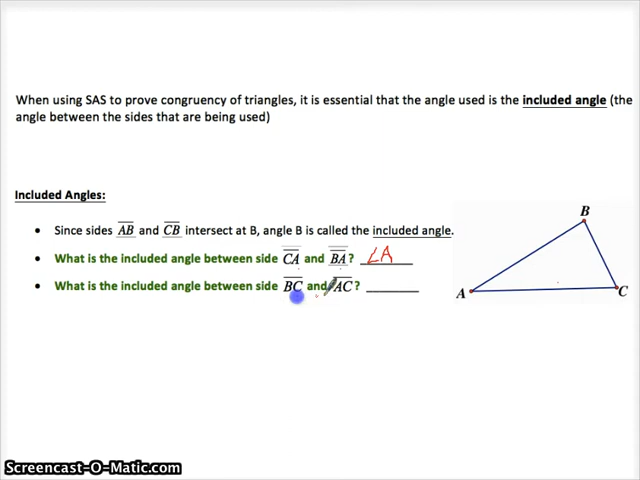 When using SAS to prove congruency of triangles, it is essential that the angle used is the included angle (the
angle between the sides that are being used)
Included Angles:
• Since sides AB and CB intersect at B, angle B is called the included angle.
• What is the included angle between side CA and BA? ∠A
• What is the included angle between side BC and AC? ________
B
A
C
Screencast-O-Matic.com